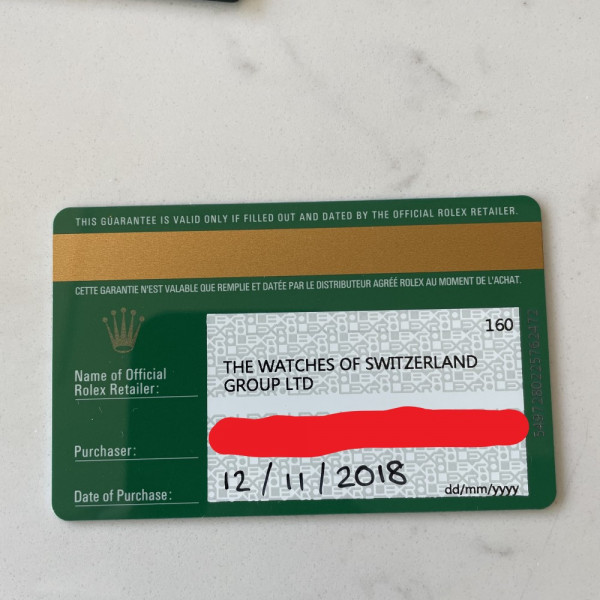 THIS GUARANTEE IS VALID ONLY IF FILLED OUT AND DATED BY THE OFFICIAL ROLEX RETAILER.
CETTE GARANTIE N'EST VALABLE QUE REMPLIE ET DATÉE PAR LE DISTRIBUTEUR AGRÉÉ ROLEX AU MOMENT DE L'ACHAT.
160
Name of Official
Rolex Retailer:
THE WATCHES OF SWITZERLAND
GROUP LTD
Purchaser:
Date of Purchase:
12/11/2018
dd/mm/yyyy